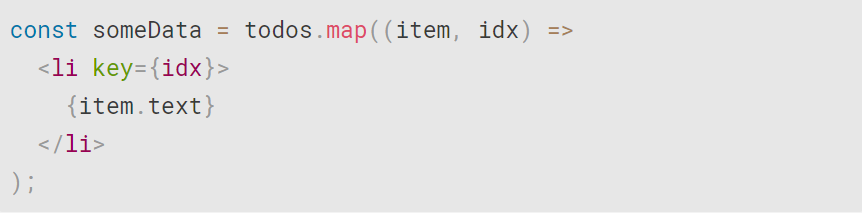 const someData = todos.map((item, idx) =>
  <li key={idx}>
    {item.text}
  </li>
);